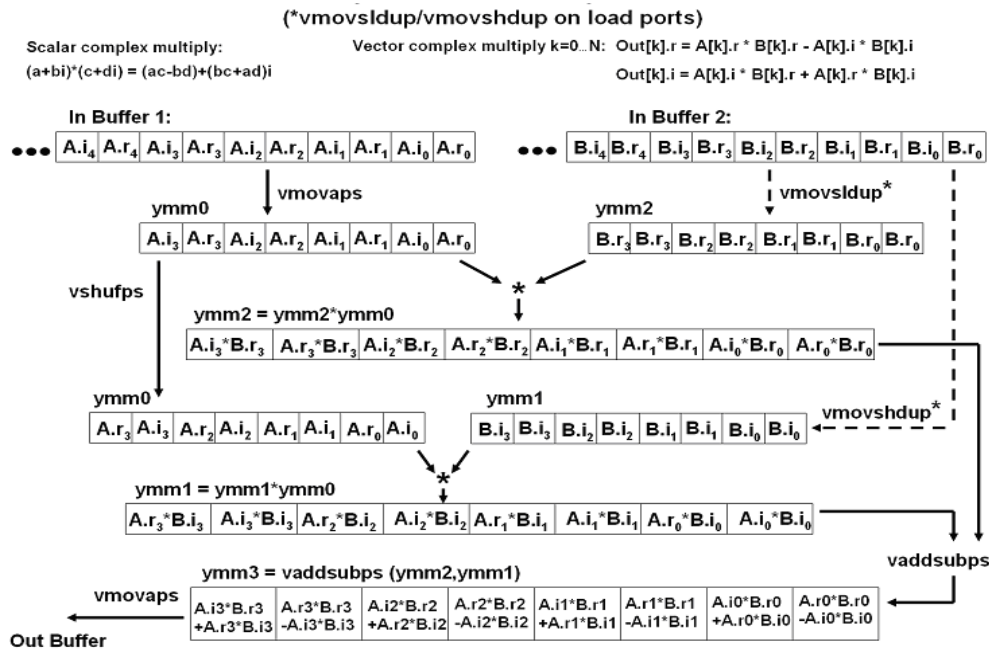 (*vmovsldup/vmovshdup on load ports)
Scalar complex multiply:
(a+bi)*(c+di) = (ac-bd)+(bc+ad)i
Vector complex multiply k=0...N: Out[k].r = A[k].r * B[k].r - A[k].i * B[k].i
Out[k].i = A[k].i * B[k].r + A[k].r * B[k].i
In Buffer 1:
In Buffer 2:
••• A.i₄ A.r₄ A.i₃ A.r₃ A.i₂ A.r₂ A.i₁ A.r₁ A.i₀ A.r₀
••• B.i₄ B.r₄ B.i₃ B.r₃ B.i₂ B.r₂ B.i₁ B.r₁ B.i₀ B.r₀
vmovaps
vmovsldup*
ymm0
ymm2
A.i₃ A.r₃ A.i₂ A.r₂ A.i₁ A.r₁ A.i₀ A.r₀
B.r₃ B.r₃ B.r₂ B.r₂ B.r₁ B.r₁ B.r₀ B.r₀
vshufps
*
ymm2 = ymm2*ymm0
A.i₃*B.r₃ A.r₃*B.r₃ A.i₂*B.r₂ A.r₂*B.r₂ A.i₁*B.r₁ A.r₁*B.r₁ A.i₀*B.r₀ A.r₀*B.r₀
ymm0
ymm1
vmovshdup*
A.r₃ A.i₃ A.r₂ A.i₂ A.r₁ A.i₁ A.r₀ A.i₀
B.i₃ B.i₃ B.i₂ B.i₂ B.i₁ B.i₁ B.i₀ B.i₀
*
ymm1 = ymm1*ymm0
A.r₃*B.i₃ A.i₃*B.i₃ A.r₂*B.i₂ A.i₂*B.i₂ A.r₁*B.i₁ A.i₁*B.i₁ A.r₀*B.i₀ A.i₀*B.i₀
vaddsubps
ymm3 = vaddsubps (ymm2,ymm1)
vmovaps
A.i3*B.r3 A.r3*B.r3 A.i2*B.r2 A.r2*B.r2 A.i1*B.r1 A.r1*B.r1 A.i0*B.r0 A.r0*B.r0
+A.r3*B.i3 -A.i3*B.i3 +A.r2*B.i2 -A.i2*B.i2 +A.r1*B.i1 -A.i1*B.i1 +A.r0*B.i0 -A.i0*B.i0
Out Buffer